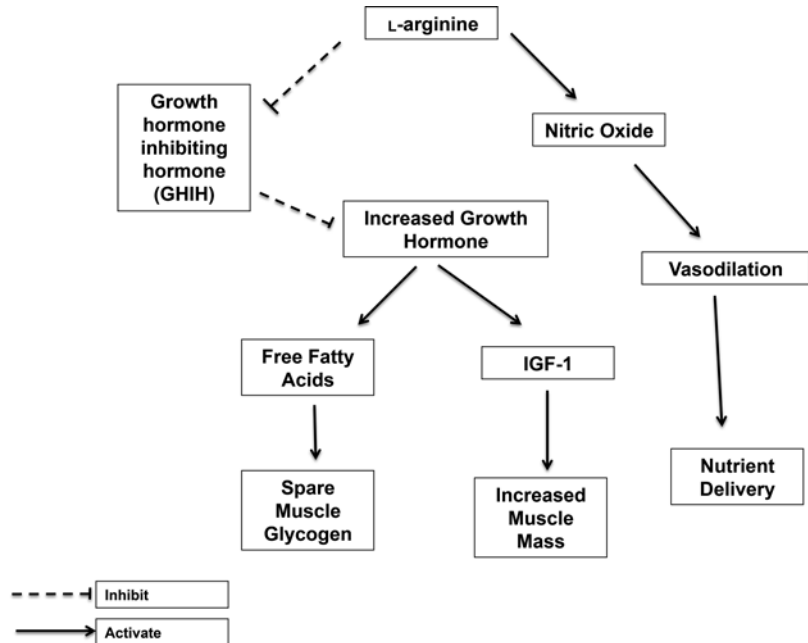 L-arginine
Growth
hormone
inhibiting
hormone
(GHIH)
Nitric Oxide
Increased Growth
Hormone
Vasodilation
Free Fatty
Acids
IGF-1
Spare
Muscle
Glycogen
Increased
Muscle
Mass
Nutrient
Delivery
Inhibit
Activate